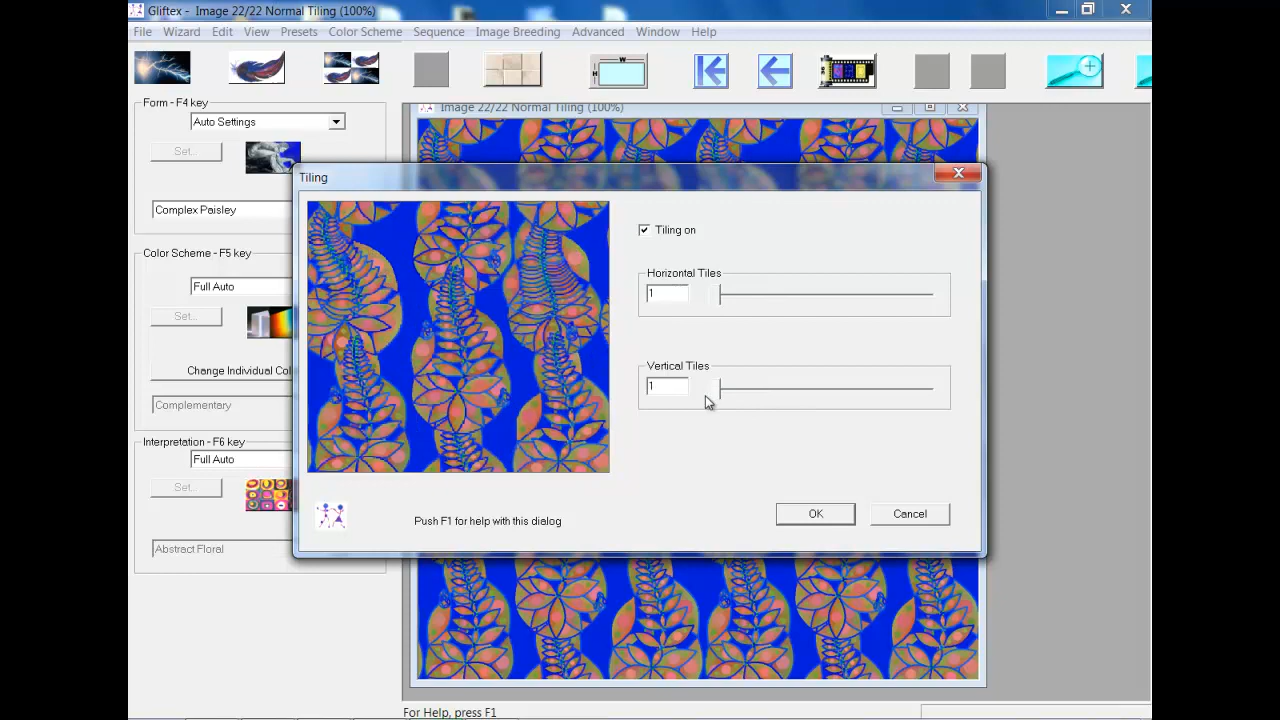 Gliftex - Image 22/22 Normal Tiling (100%)
File Wizard Edit View Presets Color Scheme Sequence Image Breeding Advanced Window Help
W
H
Form - F4 key
Auto Settings
Set...
Complex Paisley
Color Scheme - F5 key
Full Auto
Set...
Change Individual Col
Complementary
Interpretation - F6 key
Full Auto
Set...
Abstract Floral
Image 22/22 Normal Tiling (100%)
Tiling
Tiling on
Horizontal Tiles
1
Vertical Tiles
1
Push F1 for help with this dialog
OK
Cancel
For Help, press F1